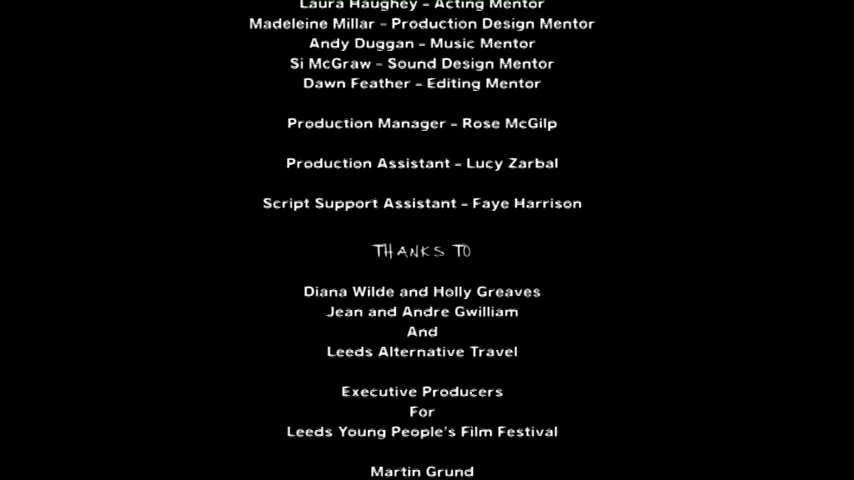 Laura Haughey - Acting Mentor
Madeleine Millar - Production Design Mentor
Andy Duggan - Music Mentor
Si McGraw - Sound Design Mentor
Dawn Feather - Editing Mentor
Production Manager - Rose McGilp
Production Assistant - Lucy Zarbal
Script Support Assistant - Faye Harrison
THANKS TO
Diana Wilde and Holly Greaves
Jean and Andre Gwilliam
And
Leeds Alternative Travel
Executive Producers
For
Leeds Young People's Film Festival
Martin Grund